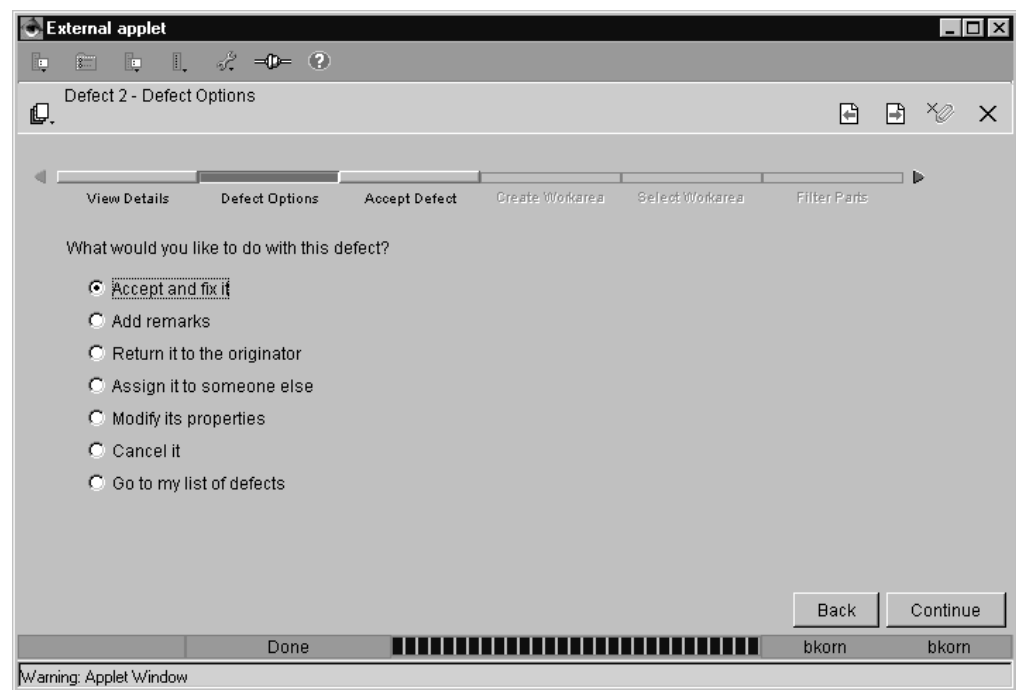 External applet
Defect 2 - Defect Options
View Details Defect Options Accept Defect Create Workarea Select Workarea Filter Parts
What would you like to do with this defect?
Accept and fix it
Add remarks
Return it to the originator
Assign it to someone else
Modify its properties
Cancel it
Go to my list of defects
Back Continue
Done bkorn bkorn
Warning: Applet Window